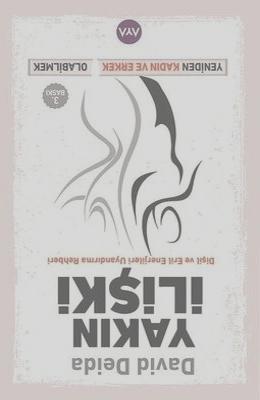 David Deida
YAKIN
İLİŞKİ
Dişil ve Eril Enerjileri Uyandırma Rehberi
YENİDEN KADIN VE ERKEK OLABİLMEK
3.
BASKI
AYA